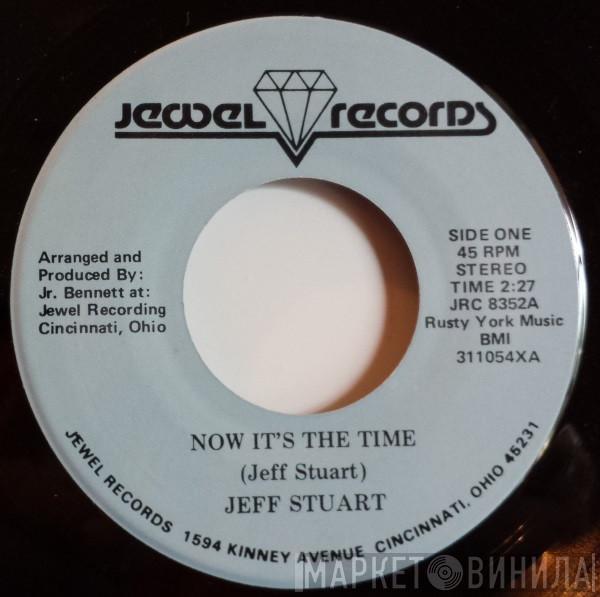 Jewel records
Arranged and
Produced By:
Jr. Bennett at:
Jewel Recording
Cincinnati, Ohio
SIDE ONE
45 RPM
STEREO
TIME 2:27
JRC 8352A
Rusty York Music
BMI
311054XA
NOW IT'S THE TIME
(Jeff Stuart)
JEFF STUART
JEWEL RECORDS 1594 KINNEY AVENUE CINCINNATI, OHIO 45231
МАРКЕТ ВИНИЛА